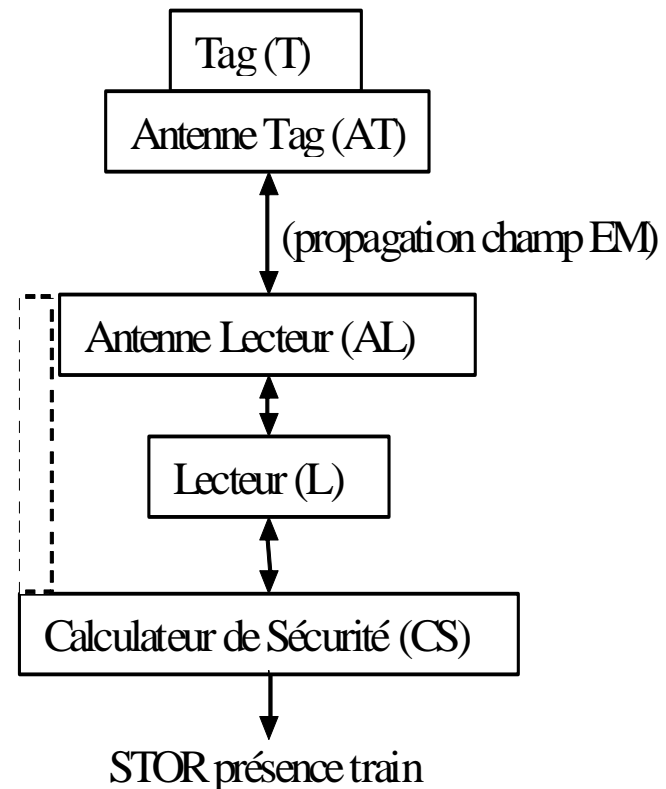 Tag (T)
Antenne Tag (AT)
(propagation champ EM)
Antenne Lecteur (AL)
Lecteur (L)
Calculateur de Sécurité (CS)
STOR présence train